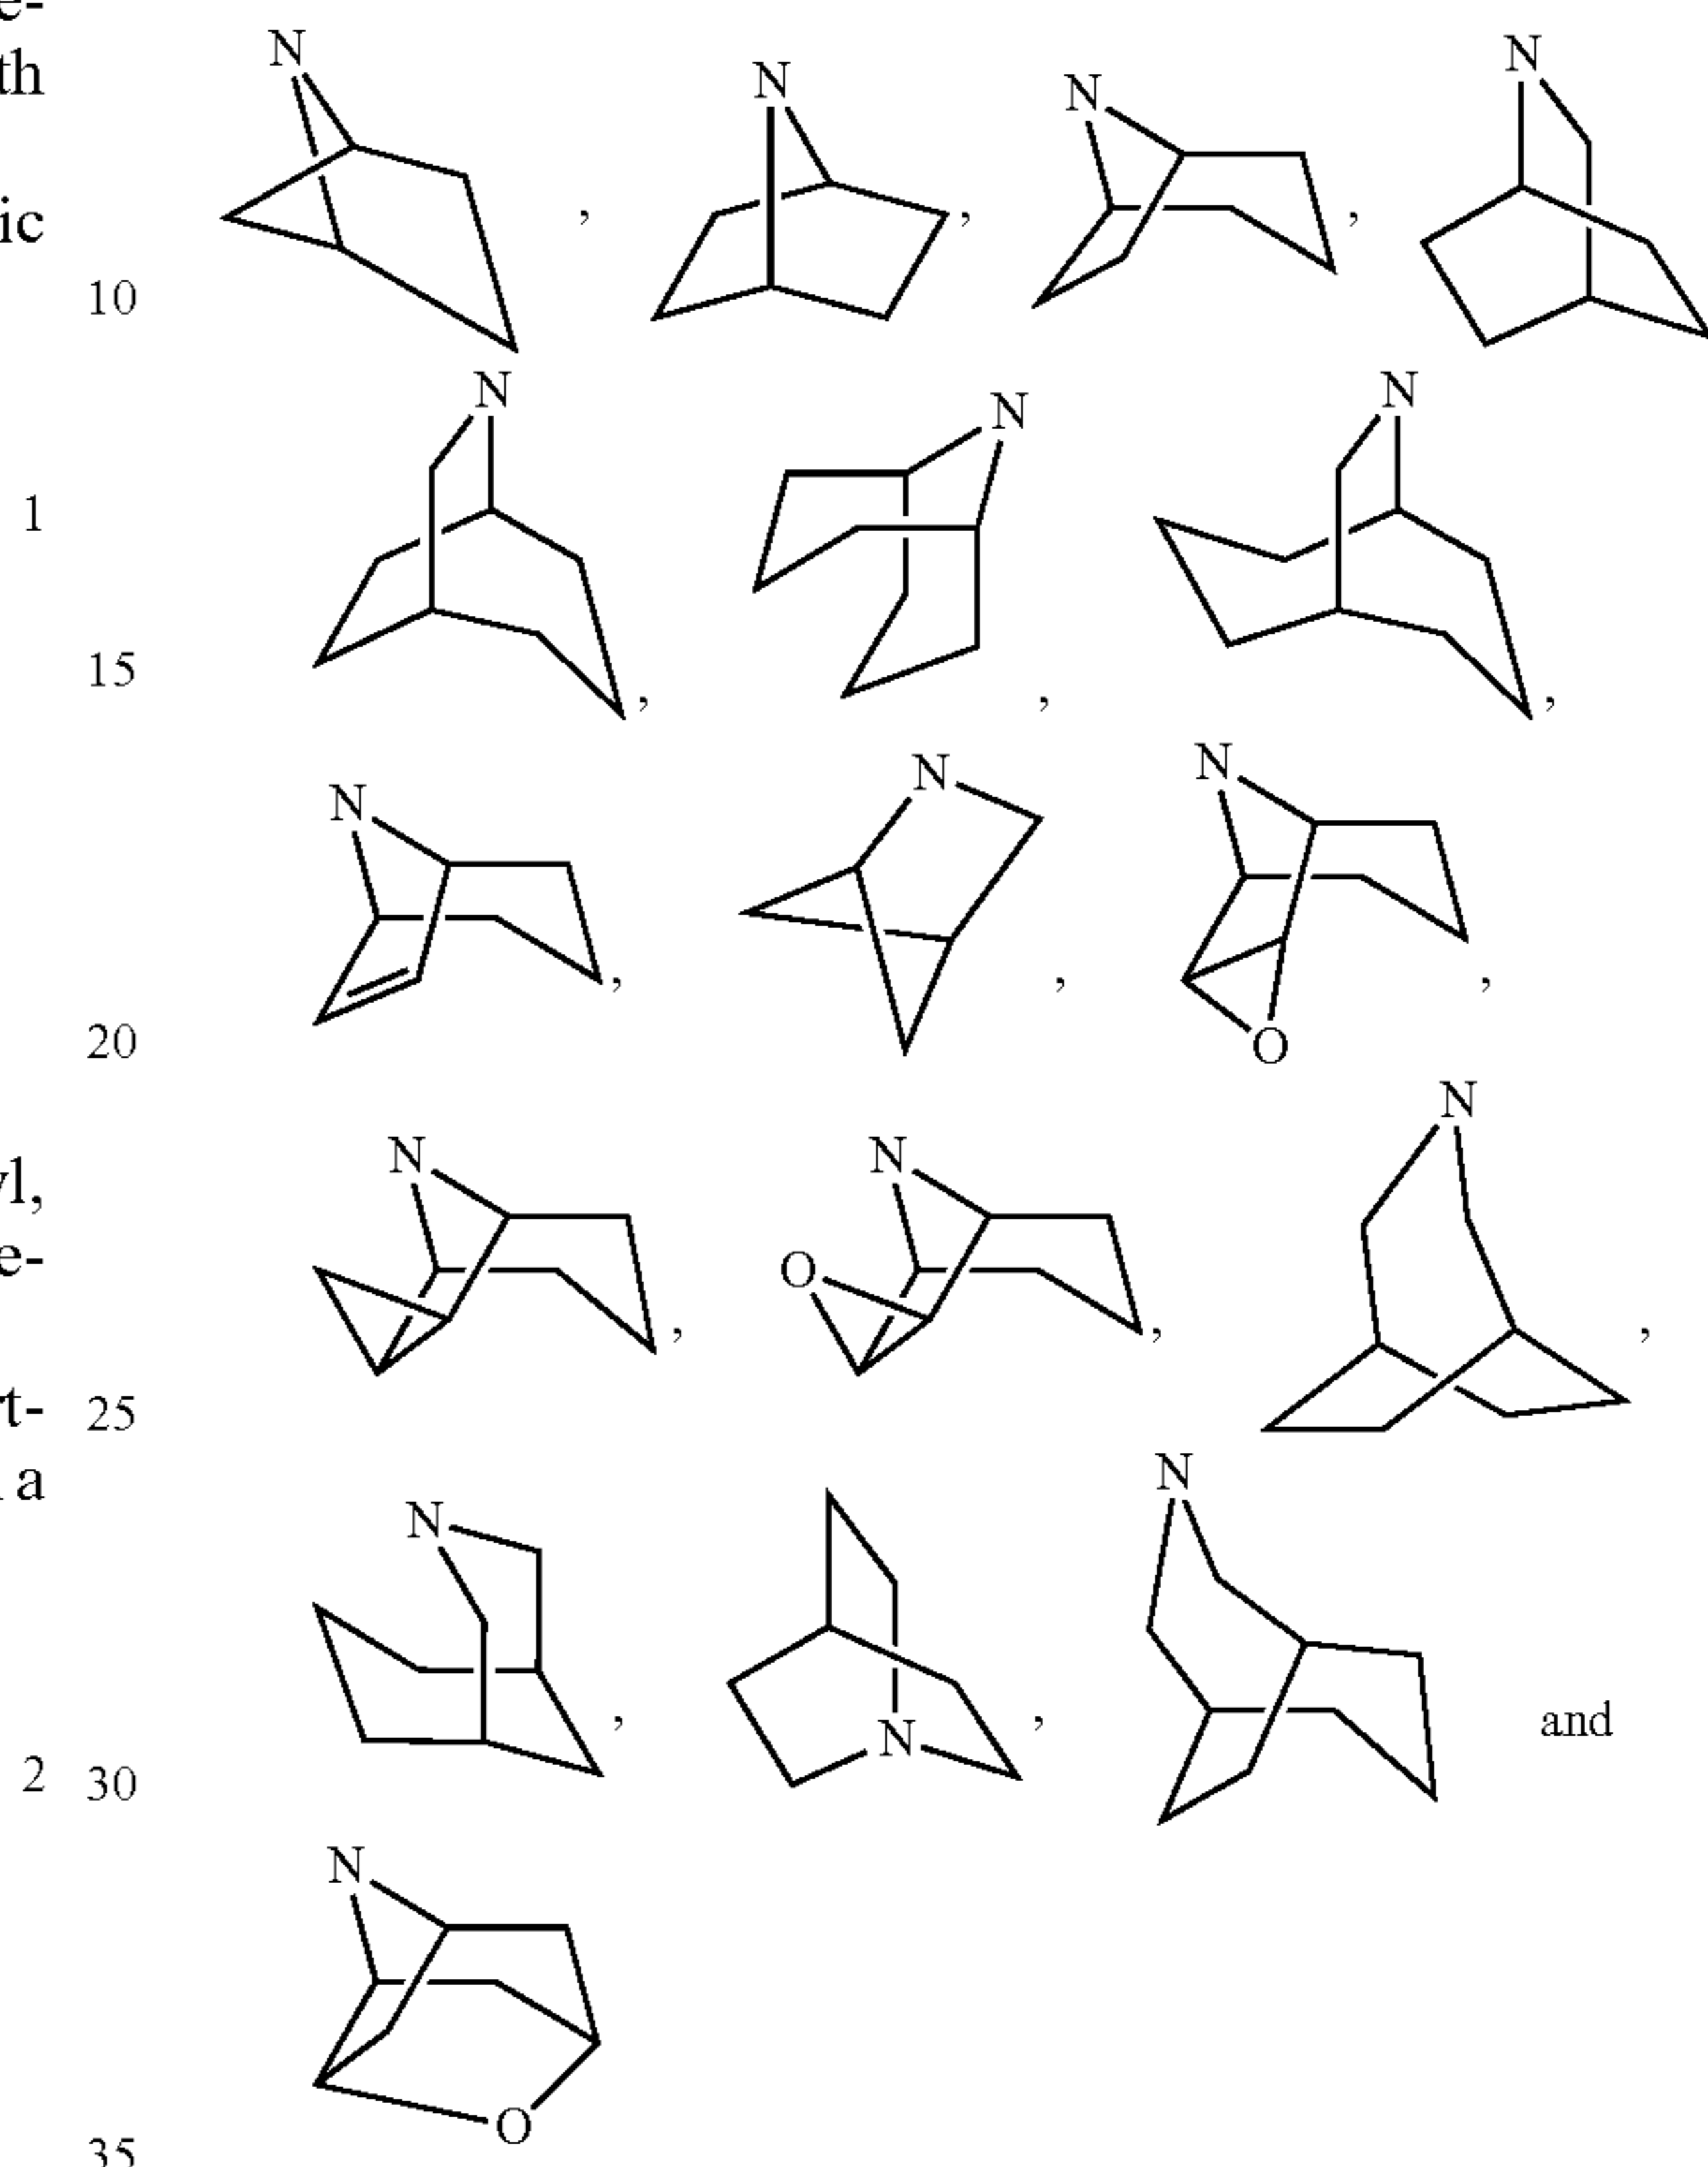 e-
N
th
N
N
N
ic
,
,
,
10
N
N
N
1
15
,
,
,
N
N
N
,
,
,
20
O
N
N
N
yl,
e-
O
,
,
,
rt-
25
a
N
N
,
,
N
and
2
30
N
O
35